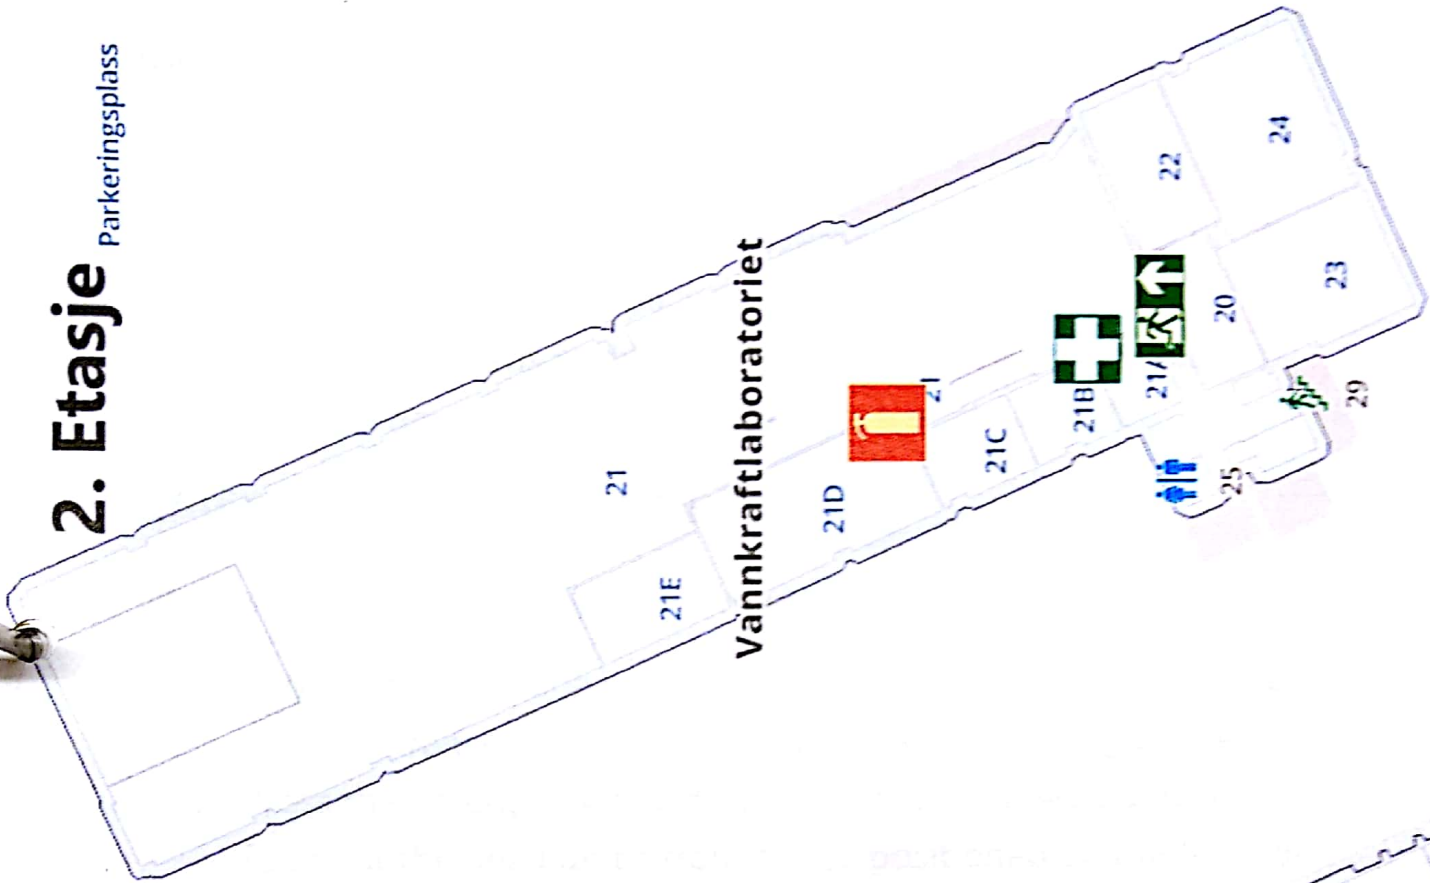 2. Etasje
Parkeringsplass
21
21E
21D
Vannkraftlaboratoriet
21C
21B
22
24
20
23
25
29